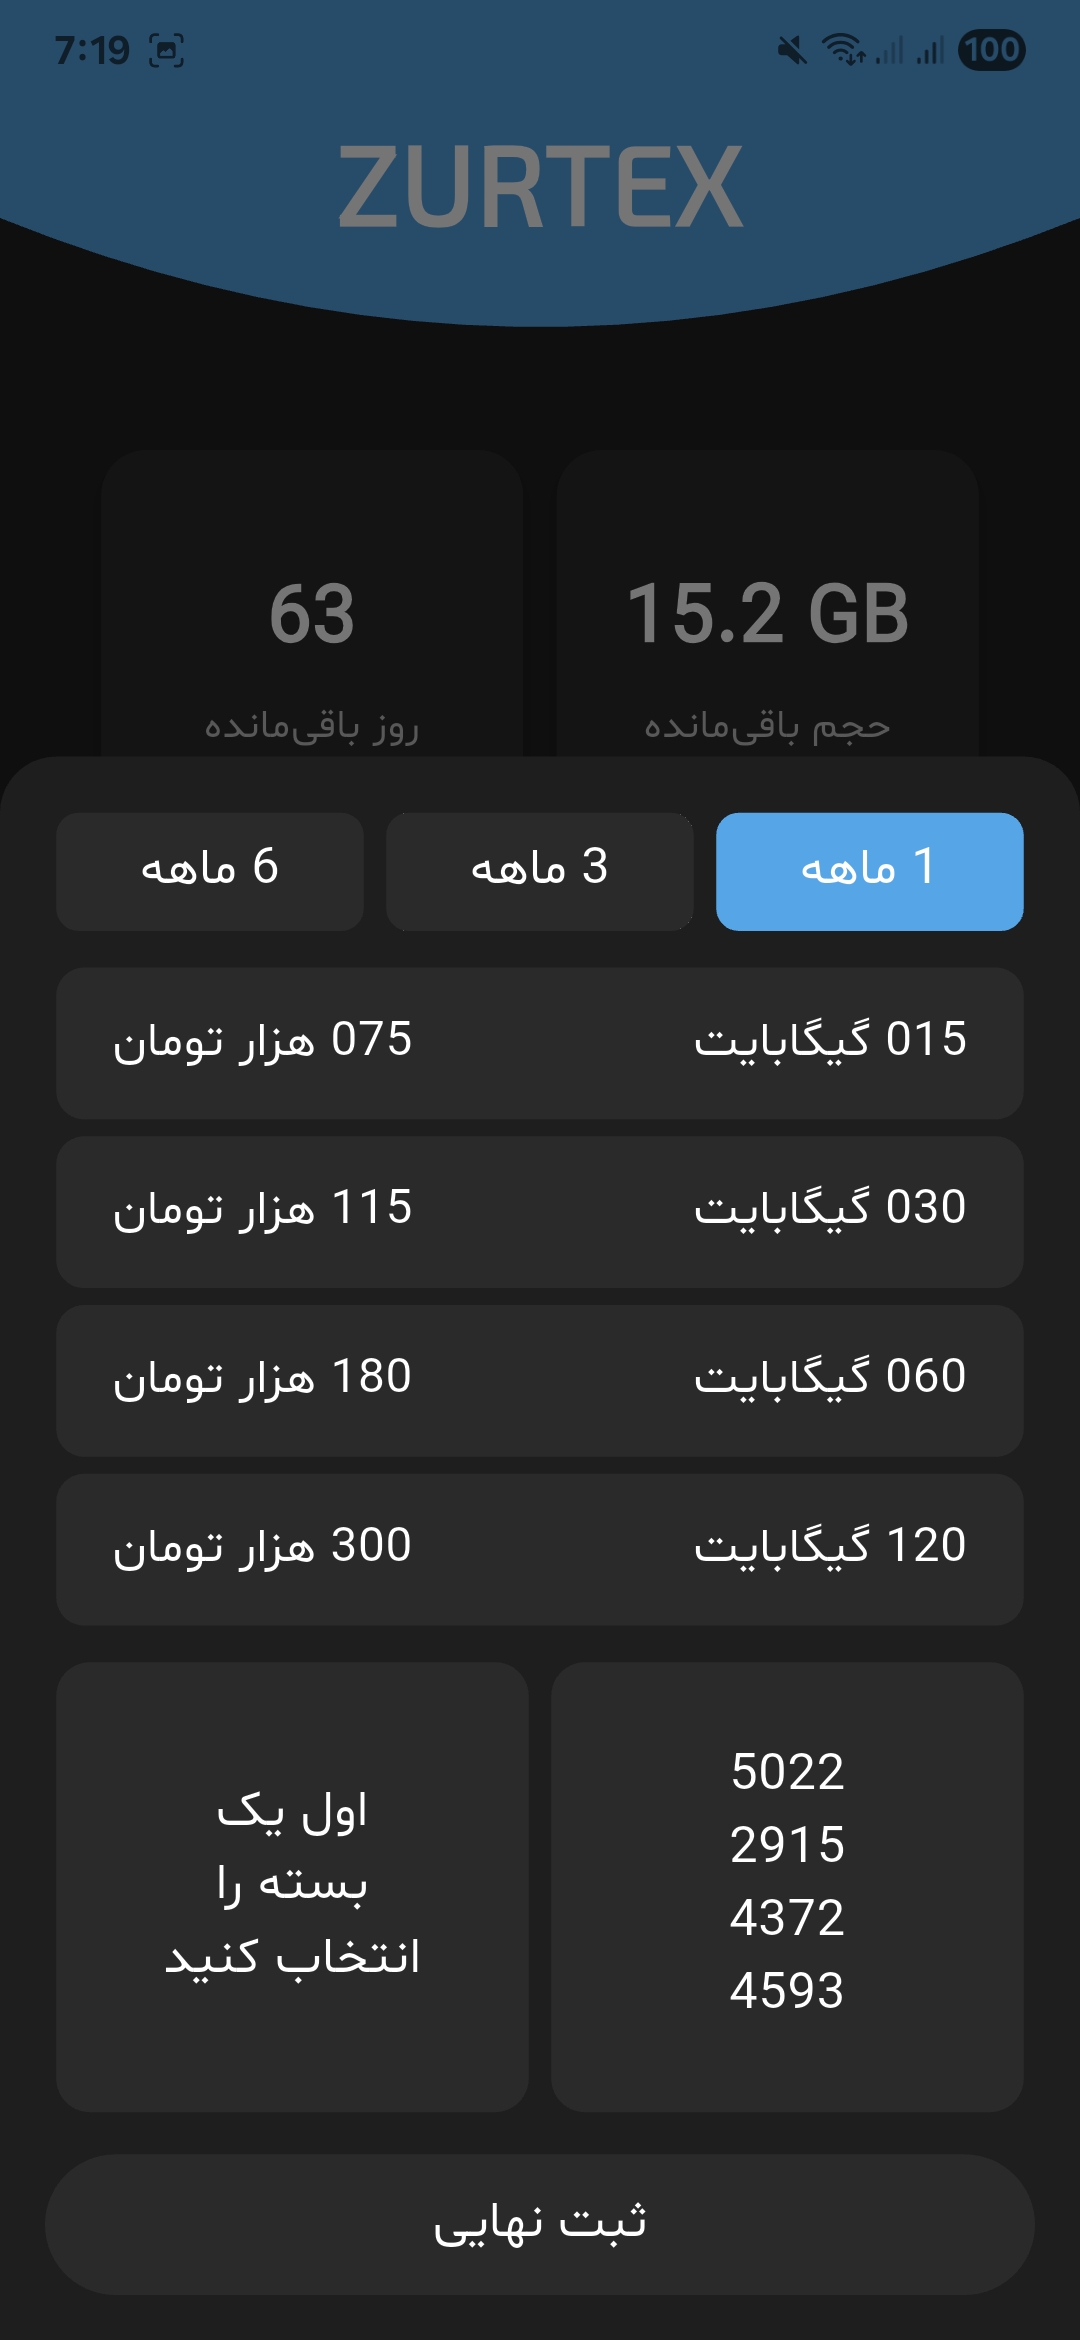 7:19
100
ZURTEX
15.2 GB
63
حجم باقی‌مانده
روز باقی‌مانده
1 ماهه
3 ماهه
6 ماهه
015 گیگابایت
075 هزار تومان
030 گیگابایت
115 هزار تومان
060 گیگابایت
180 هزار تومان
120 گیگابایت
300 هزار تومان
5022
2915
4372
4593
اول یک
بسته را
انتخاب کنید
ثبت نهایی